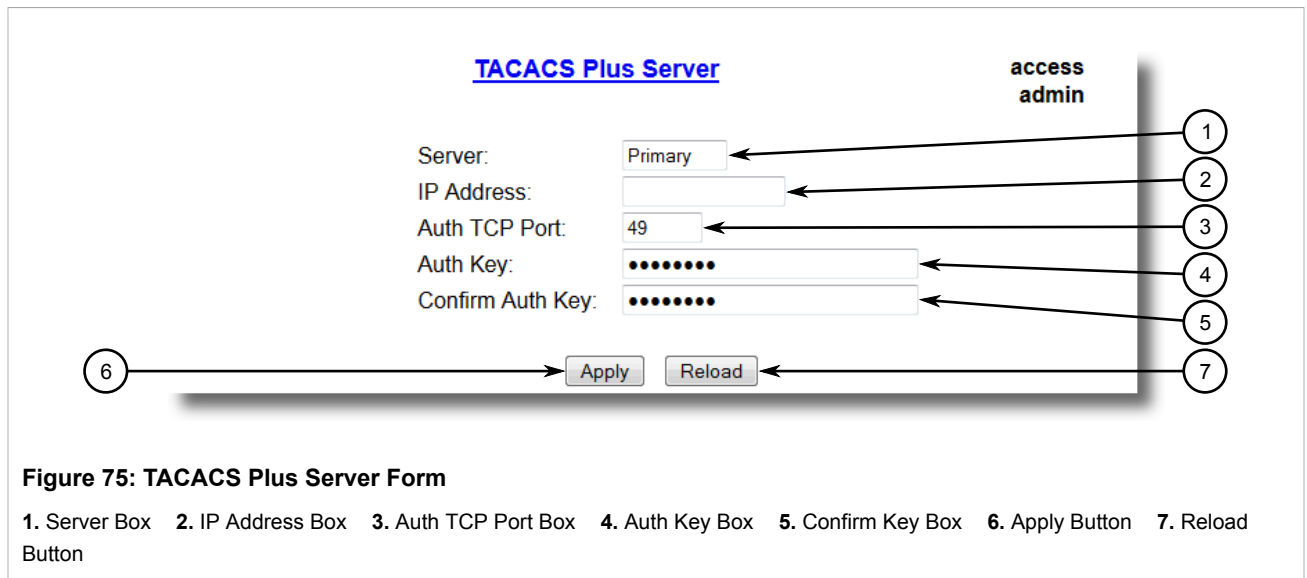 TACACS Plus Server
access
admin
Server: Primary 1
IP Address: 2
Auth TCP Port: 49 3
Auth Key: •••••••• 4
Confirm Auth Key: •••••••• 5
6 Apply Reload 7
Figure 75: TACACS Plus Server Form
1. Server Box 2. IP Address Box 3. Auth TCP Port Box 4. Auth Key Box 5. Confirm Key Box 6. Apply Button 7. Reload
Button